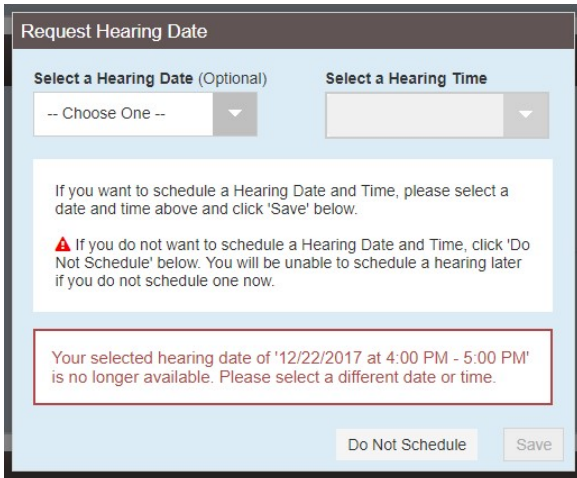 Request Hearing Date
Select a Hearing Date (Optional) Select a Hearing Time
-- Choose One --
If you want to schedule a Hearing Date and Time, please select a
date and time above and click 'Save' below.
If you do not want to schedule a Hearing Date and Time, click 'Do
Not Schedule' below. You will be unable to schedule a hearing later
if you do not schedule one now.
Your selected hearing date of '12/22/2017 at 4:00 PM - 5:00 PM'
is no longer available. Please select a different date or time.
Do Not Schedule Save